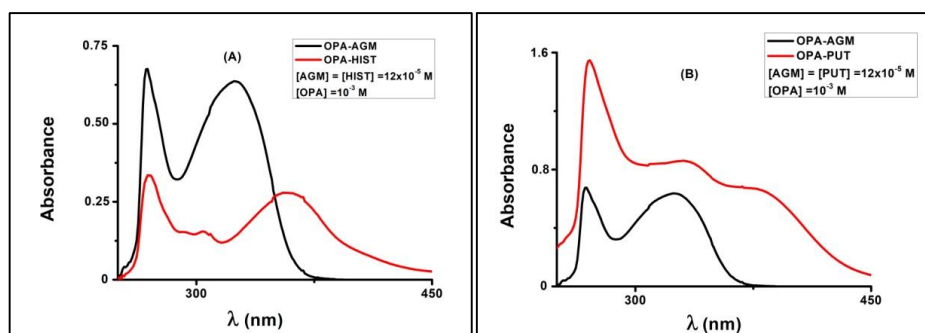 (A)
OPA-AGM
OPA-HIST
[AGM] = [HIST] =12x10⁻⁵ M
[OPA] =10⁻³ M
0.75
0.50
0.25
0
Absorbance
300
450
λ (nm)
(B)
OPA-AGM
OPA-PUT
[AGM] = [PUT] =12x10⁻⁵ M
[OPA] =10⁻³ M
1.6
0.8
0.0
Absorbance
300
450
λ (nm)